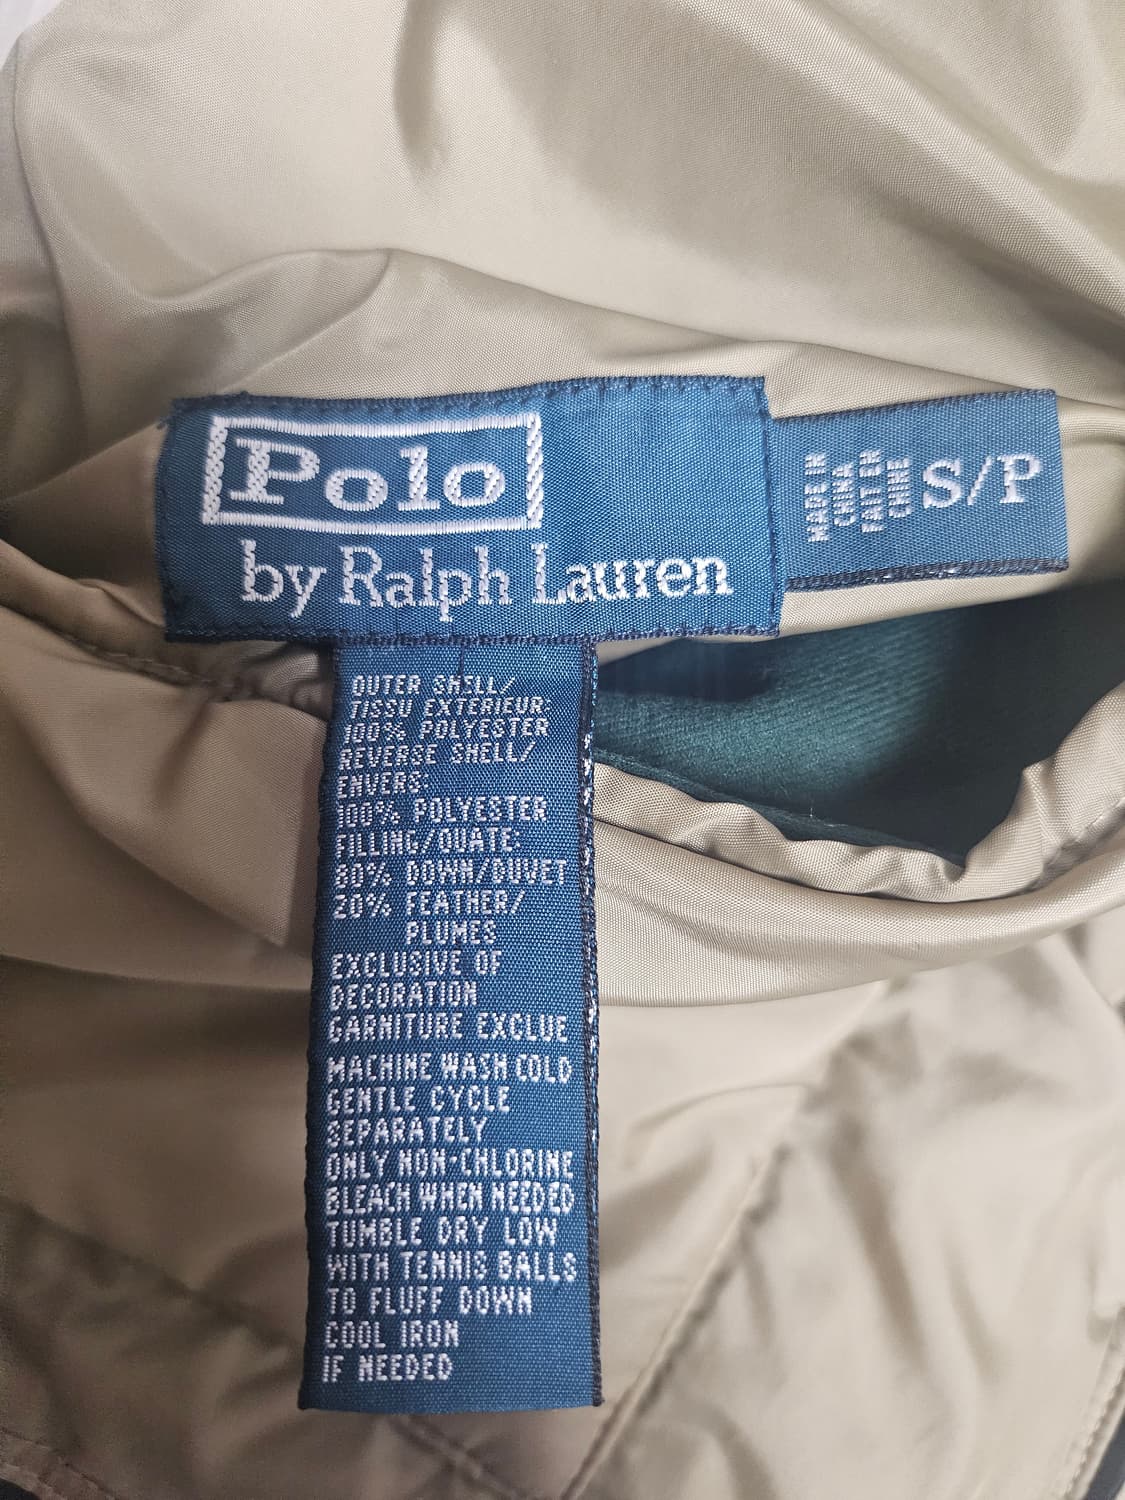 Polo
by Ralph Lauren
MADE IN
CHINA
FAIT EN
CHINE
S/P
OUTER SHELL/
TISSU EXTERIEUR:
100% POLYESTER
REVERSE SHELL/
ENVERS:
100% POLYESTER
FILLING/OUATE:
80% DOWN/DUVET
20% FEATHER/
PLUMES
EXCLUSIVE OF
DECORATION
GARNITURE EXCLUE
MACHINE WASH COLD
GENTLE CYCLE
SEPARATELY
ONLY NON-CHLORINE
BLEACH WHEN NEEDED
TUMBLE DRY LOW
WITH TENNIS BALLS
TO FLUFF DOWN
COOL IRON
IF NEEDED